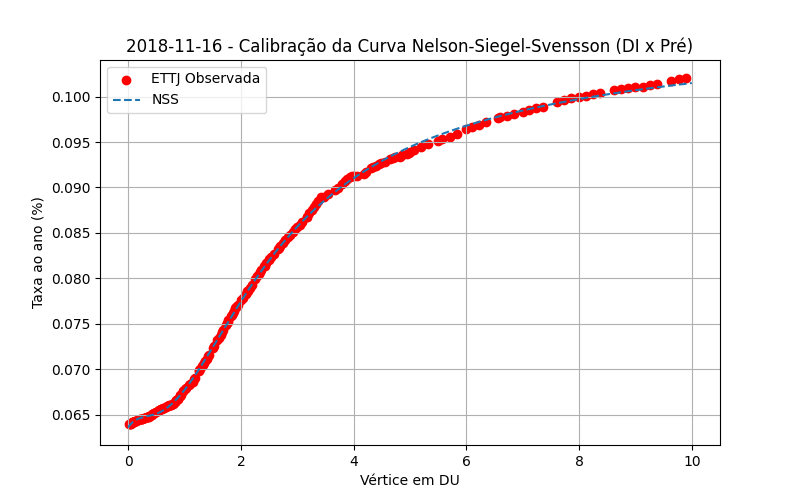 2018-11-16 - Calibração da Curva Nelson-Siegel-Svensson (DI x Pré)
ETTJ Observada
NSS
0.100
0.095
0.090
0.085
0.080
0.075
0.070
0.065
Taxa ao ano (%)
0 2 4 6 8 10
Vértice em DU